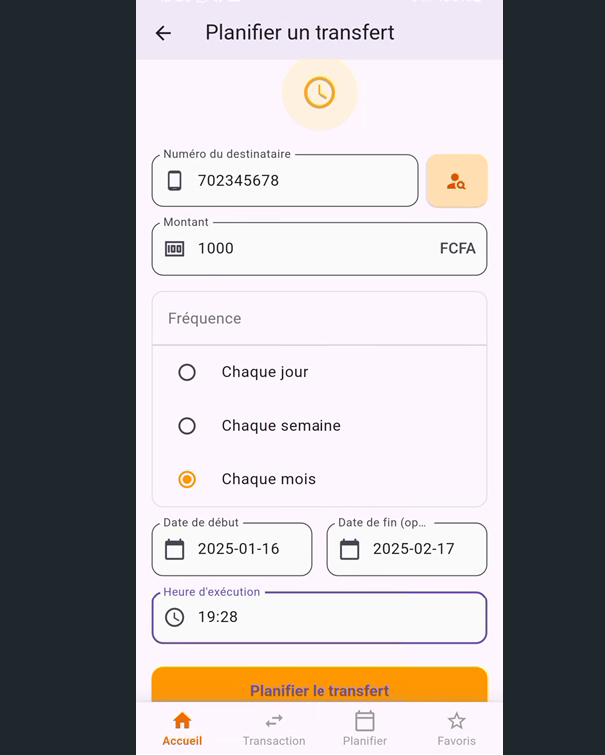 Planifier un transfert
Numéro du destinataire
702345678
Montant
1000 FCFA
Fréquence
Chaque jour
Chaque semaine
Chaque mois
Date de début Date de fin (op...
2025-01-16 2025-02-17
Heure d'exécution
19:28
Planifier le transfert
Accueil Transaction Planifier Favoris